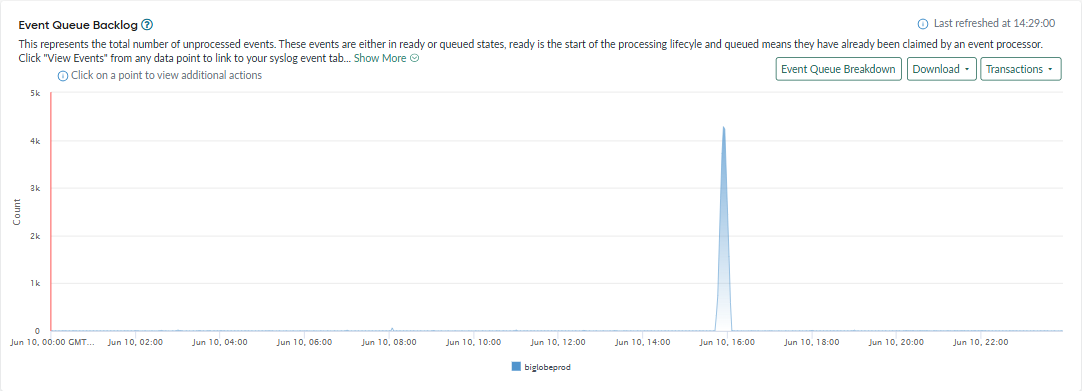 Event Queue Backlog ?
Last refreshed at 14:29:00
This represents the total number of unprocessed events. These events are either in ready or queued states, ready is the start of the processing lifecyle and queued means they have already been claimed by an event processor.
Click "View Events" from any data point to link to your syslog event tab... Show More
Click on a point to view additional actions
Event Queue Breakdown
Download
Transactions
5k
4k
3k
2k
1k
0
Count
Jun 10, 00:00 GMT... Jun 10, 02:00 Jun 10, 04:00 Jun 10, 06:00 Jun 10, 08:00 Jun 10, 10:00 Jun 10, 12:00 Jun 10, 14:00 Jun 10, 16:00 Jun 10, 18:00 Jun 10, 20:00 Jun 10, 22:00
biglobeprod